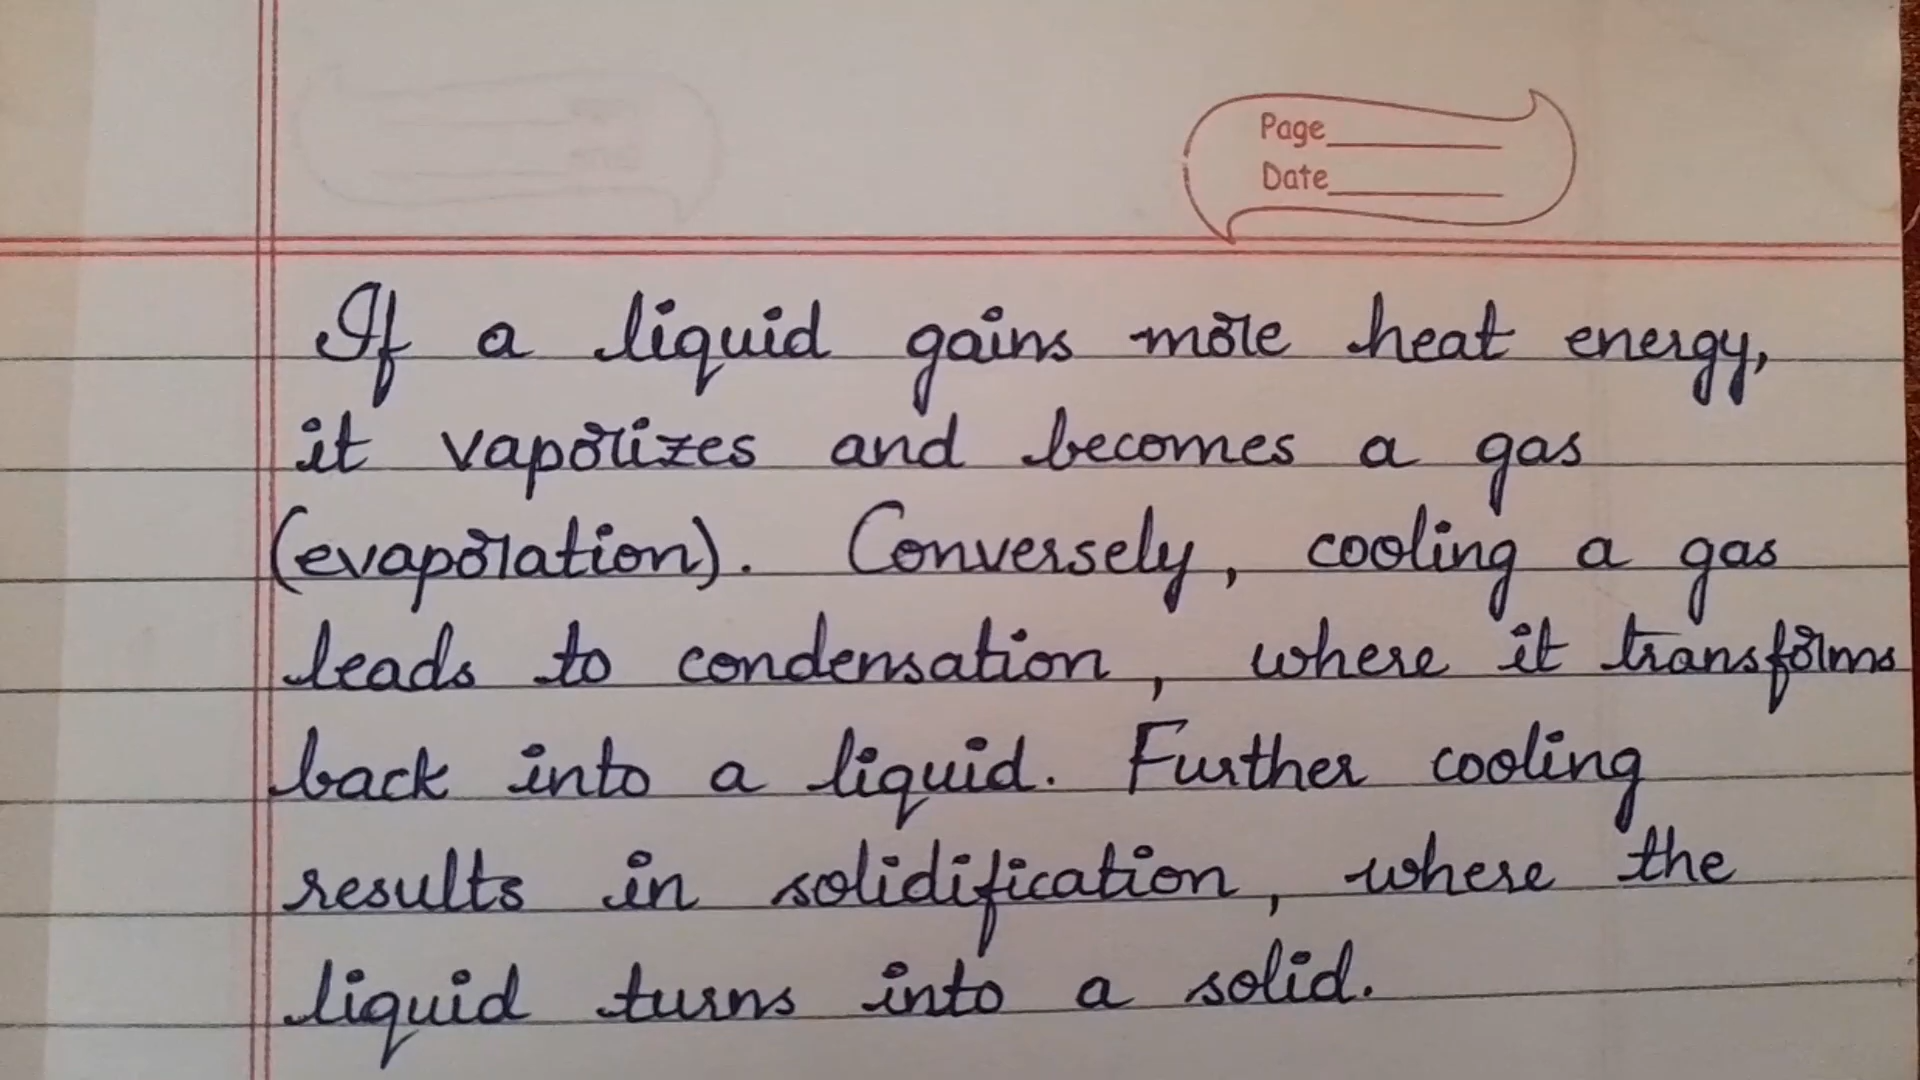 Page
Date
If a liquid gains more heat energy,
it vaporizes and becomes a gas
(evaporation). Conversely, cooling a gas
leads to condensation, where it transforms
back into a liquid. Further cooling
results in solidification, where the
liquid turns into a solid.